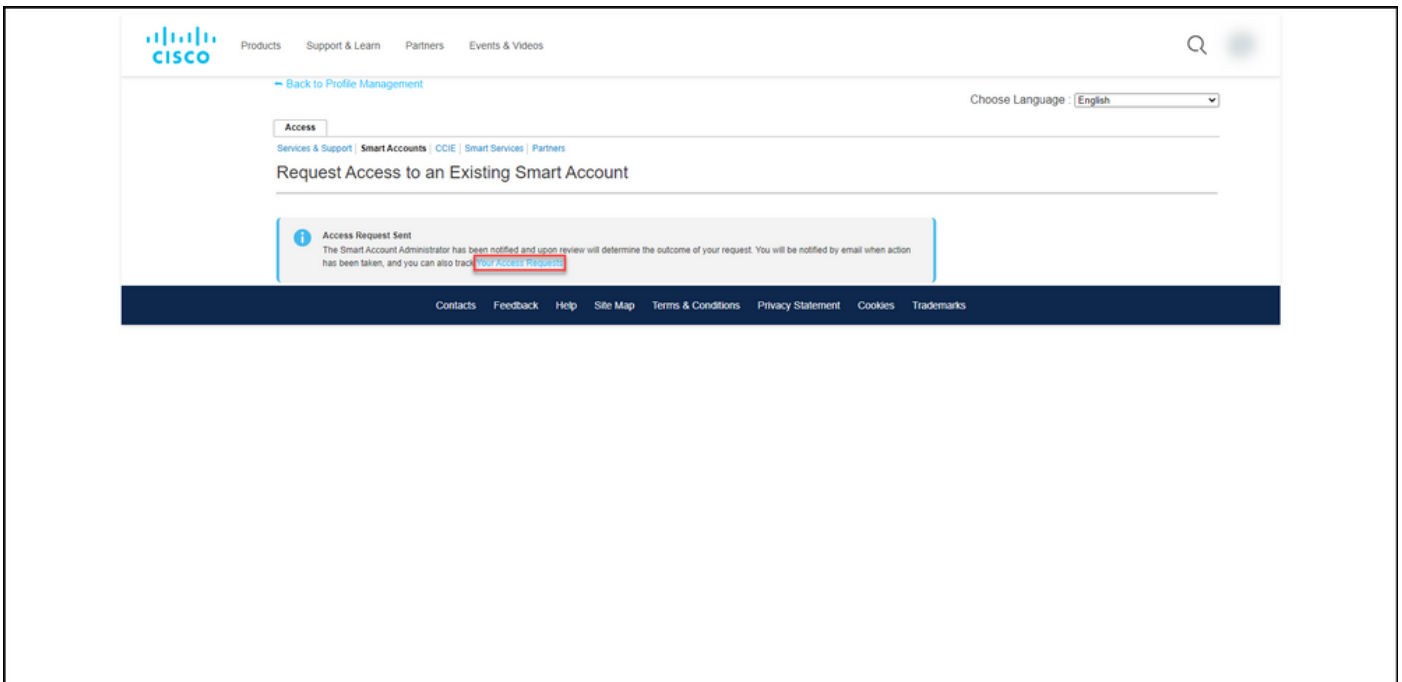 CISCO
Products Support & Learn Partners Events & Videos
Back to Profile Management
Choose Language : English
Access
Services & Support | Smart Accounts | CCIE | Smart Services | Partners
Request Access to an Existing Smart Account
Access Request Sent
The Smart Account Administrator has been notified and upon review will determine the outcome of your request. You will be notified by email when action
has been taken, and you can also track Your Access Requests
Contacts Feedback Help Site Map Terms & Conditions Privacy Statement Cookies Trademarks